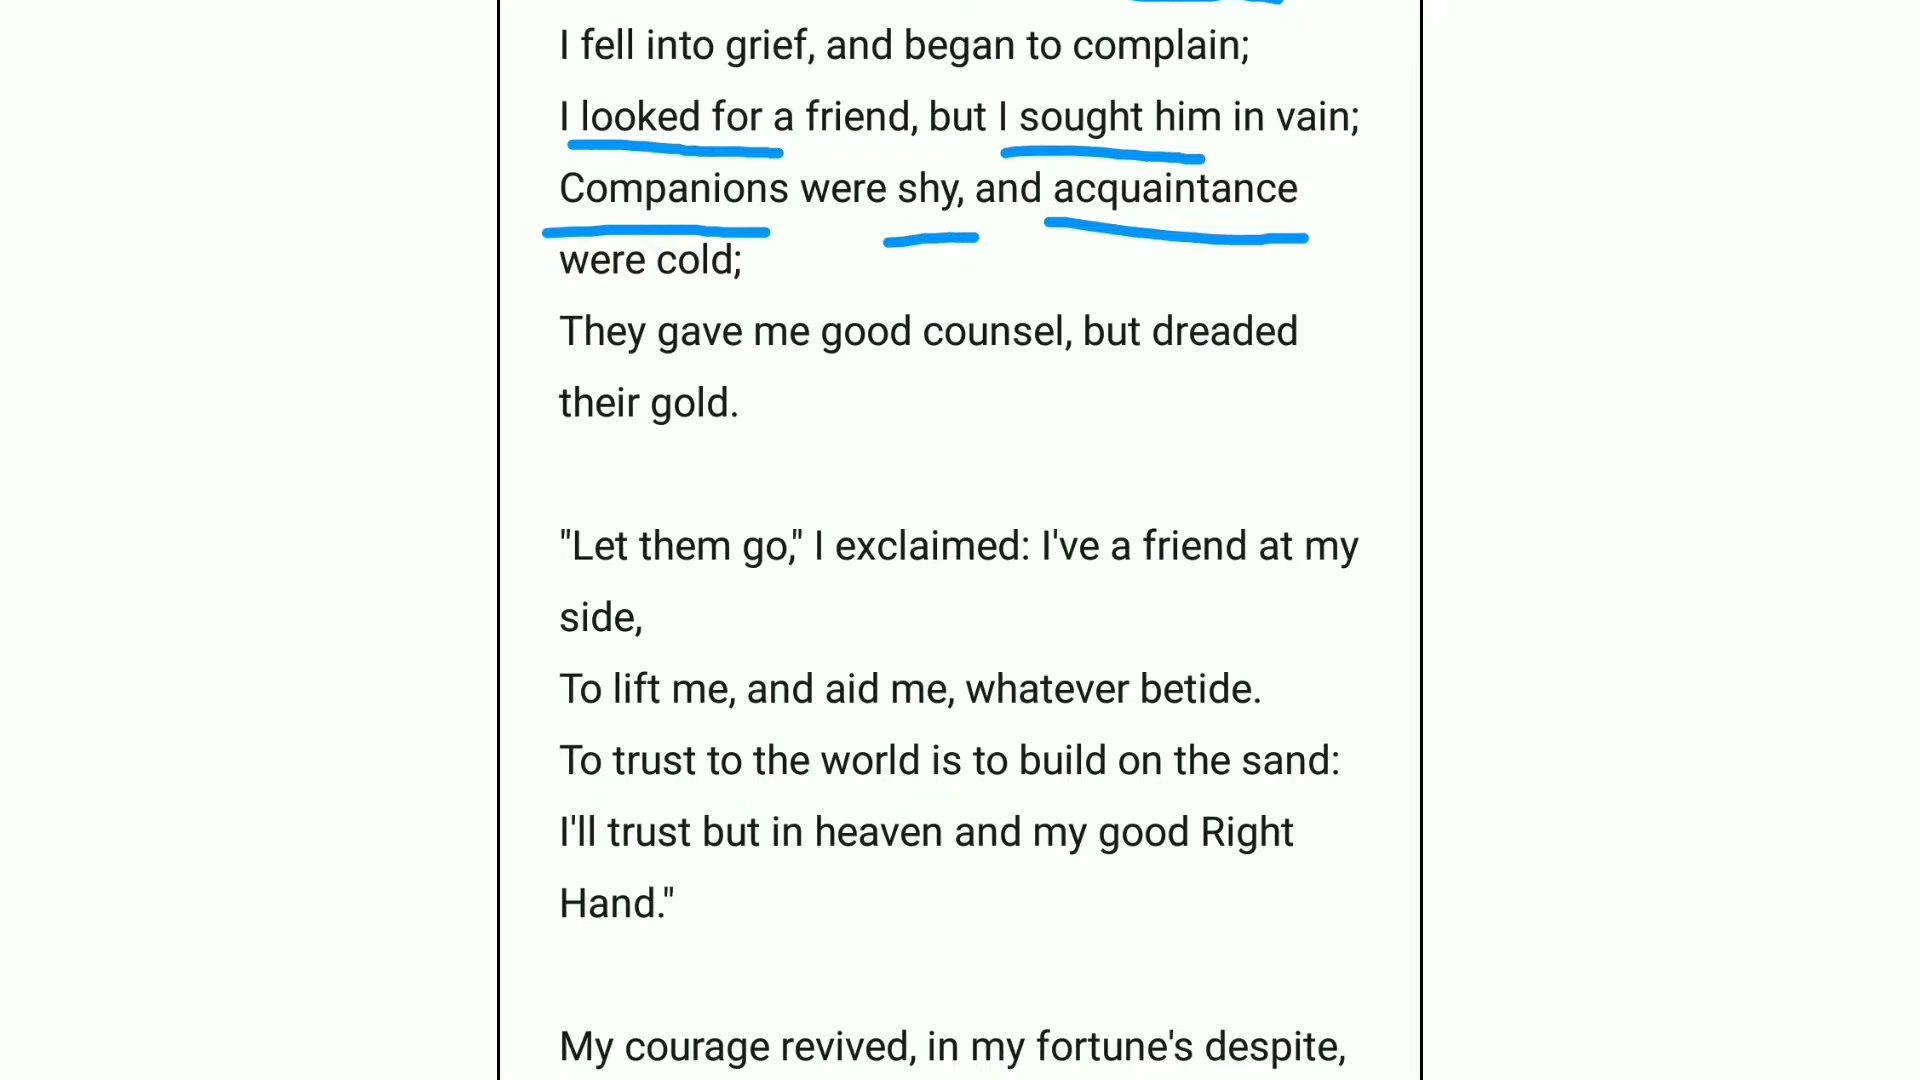 I fell into grief, and began to complain;
I looked for a friend, but I sought him in vain;
Companions were shy, and acquaintance
were cold;
They gave me good counsel, but dreaded
their gold.
"Let them go," I exclaimed: I've a friend at my
side,
To lift me, and aid me, whatever betide.
To trust to the world is to build on the sand:
I'll trust but in heaven and my good Right
Hand."
My courage revived, in my fortune's despite,